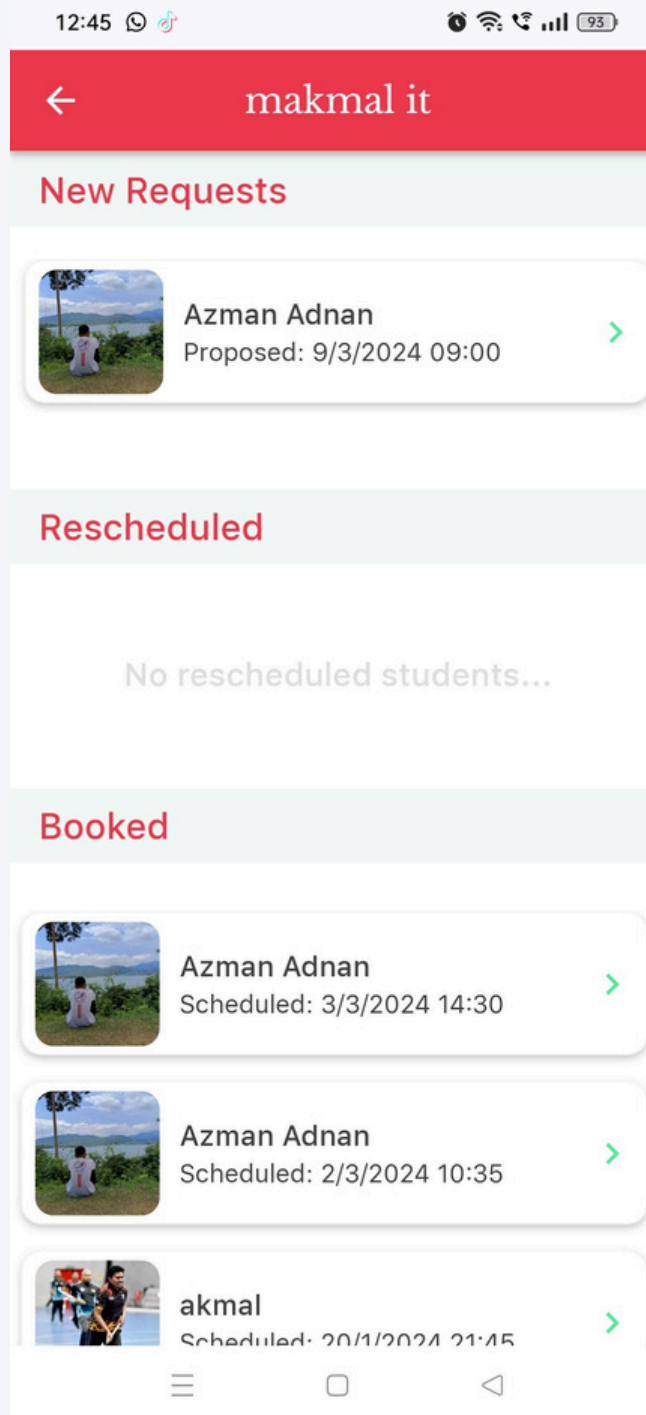 12:45
93
makmal it
New Requests
Azman Adnan
Proposed: 9/3/2024 09:00
Rescheduled
No rescheduled students...
Booked
Azman Adnan
Scheduled: 3/3/2024 14:30
Azman Adnan
Scheduled: 2/3/2024 10:35
akmal
Scheduled: 20/1/2024 21:45